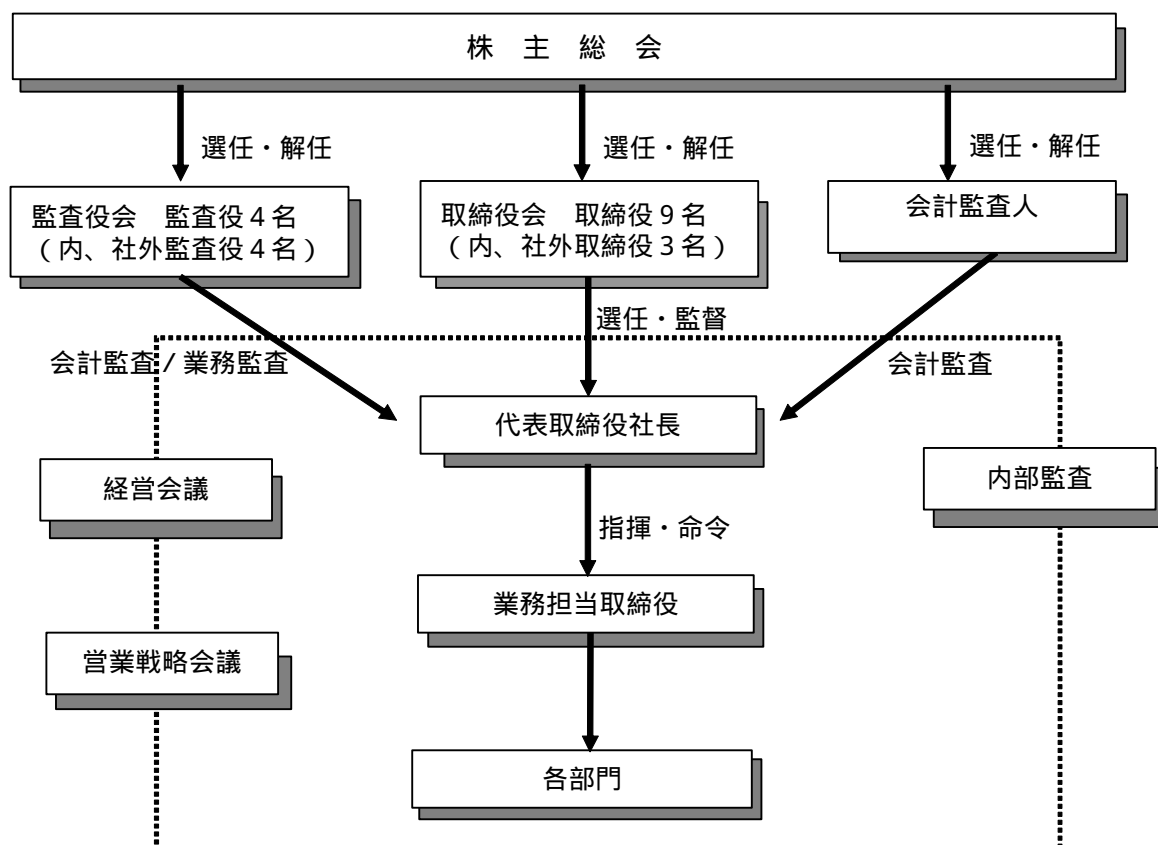 株 主 総 会
選任・解任
選任・解任
選任・解任
監査役会 監査役4名
(内、社外監査役4名)
取締役会 取締役9名
(内、社外取締役3名)
会計監査人
選任・監督
会計監査/業務監査
会計監査
代表取締役社長
経営会議
内部監査
指揮・命令
業務担当取締役
営業戦略会議
各部門